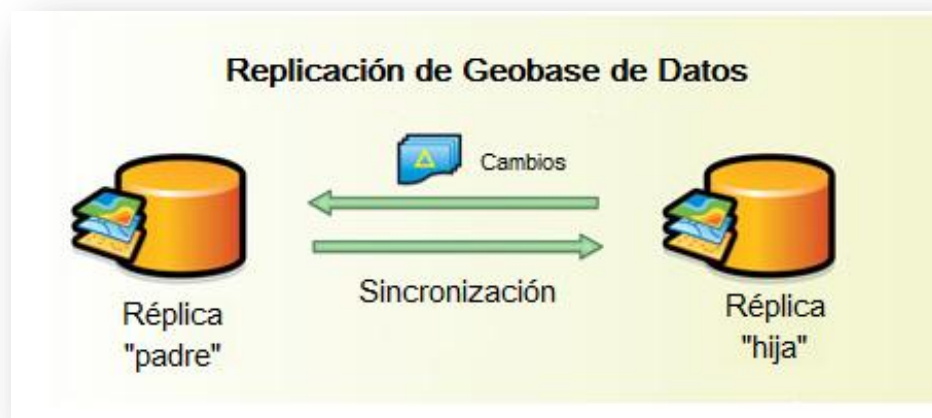 Replicación de Geobase de Datos
Cambios
Sincronización
Réplica
"padre"
Réplica
"hija"